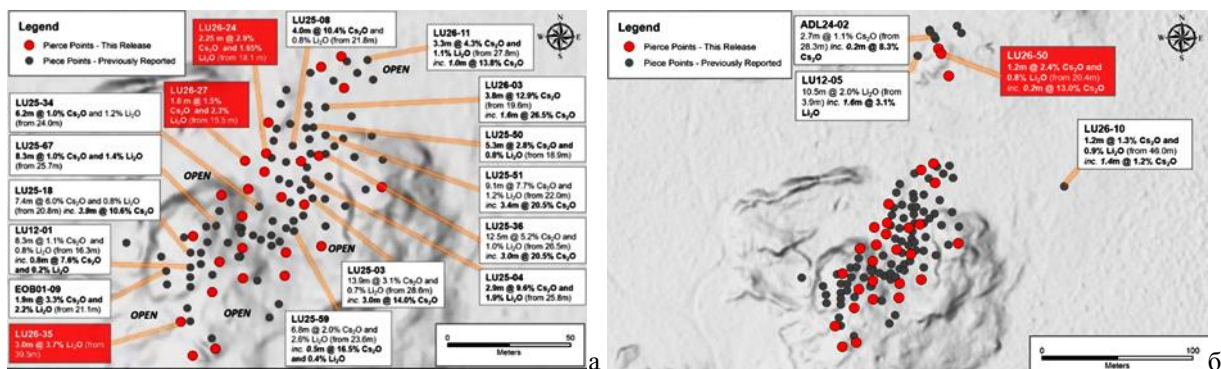 Legend
Pierce Points - This Release
Piece Points - Previously Reported
LU26-24
2.25 m @ 2.9%
Cs₂O and 1.65%
Li₂O (from 18.1 m)
LU26-27
1.6 m @ 1.5%
Cs₂O and 2.3%
Li₂O (from 15.5 m)
LU25-34
6.2m @ 1.0% Cs₂O and 1.2% Li₂O
(from 24.0m)
LU25-67
8.3m @ 1.0% Cs₂O and 1.4% Li₂O
(from 25.7m)
LU25-18
7.4m @ 6.0% Cs₂O and 0.8% Li₂O
(from 20.8m) inc. 3.9m @ 10.6% Cs₂O
LU12-01
8.3m @ 1.1% Cs₂O and
0.8% Li₂O (from 16.3m)
inc. 0.8m @ 7.6% Cs₂O
and 0.2% Li₂O
EOB01-09
1.9m @ 3.3% Cs₂O and
2.2% Li₂O (from 21.1m)
LU26-35
3.0m @ 3.7% Li₂O (from
39.5m)
LU25-08
4.0m @ 10.4% Cs₂O and
0.8% Li₂O (from 21.8m)
LU26-11
3.3m @ 4.3% Cs₂O and
1.1% Li₂O (from 27.8m)
inc. 1.0m @ 13.8% Cs₂O
LU26-03
3.8m @ 12.9% Cs₂O
(from 19.6m)
inc. 1.6m @ 26.5% Cs₂O
LU25-50
5.3m @ 2.8% Cs₂O and
0.8% Li₂O (from 18.9m)
LU25-51
9.1m @ 7.7% Cs₂O and
1.2% Li₂O (from 22.0m)
inc. 3.4m @ 20.5% Cs₂O
LU25-36
12.5m @ 5.2% Cs₂O and
1.0% Li₂O (from 26.5m)
inc. 3.0m @ 20.5% Cs₂O
LU25-04
2.9m @ 9.6% Cs₂O and
1.9% Li₂O (from 25.8m)
LU25-03
13.9m @ 3.1% Cs₂O and
0.7% Li₂O (from 28.6m)
inc. 3.0m @ 14.0% Cs₂O
LU25-59
6.8m @ 2.0% Cs₂O and
2.6% Li₂O (from 23.6m)
inc. 0.5m @ 16.5% Cs₂O
and 0.4% Li₂O
OPEN
OPEN
OPEN
OPEN
OPEN
N
W E
S
0 50
Meters
а
Legend
Pierce Points - This Release
Piece Points - Previously Reported
ADL24-02
2.7m @ 1.1% Cs₂O (from
28.3m) inc. 0.2m @ 8.3%
Cs₂O
LU12-05
10.5m @ 2.0% Li₂O (from
3.9m) inc. 1.6m @ 3.1%
Li₂O
LU26-50
1.2m @ 2.4% Cs₂O and
0.8% Li₂O (from 20.4m)
inc. 0.2m @ 13.0% Cs₂O
LU26-10
1.2m @ 1.3% Cs₂O and
0.9% Li₂O (from 46.0m)
inc. 1.4m @ 1.2% Cs₂O
N
W E
S
0 100
Meters
б